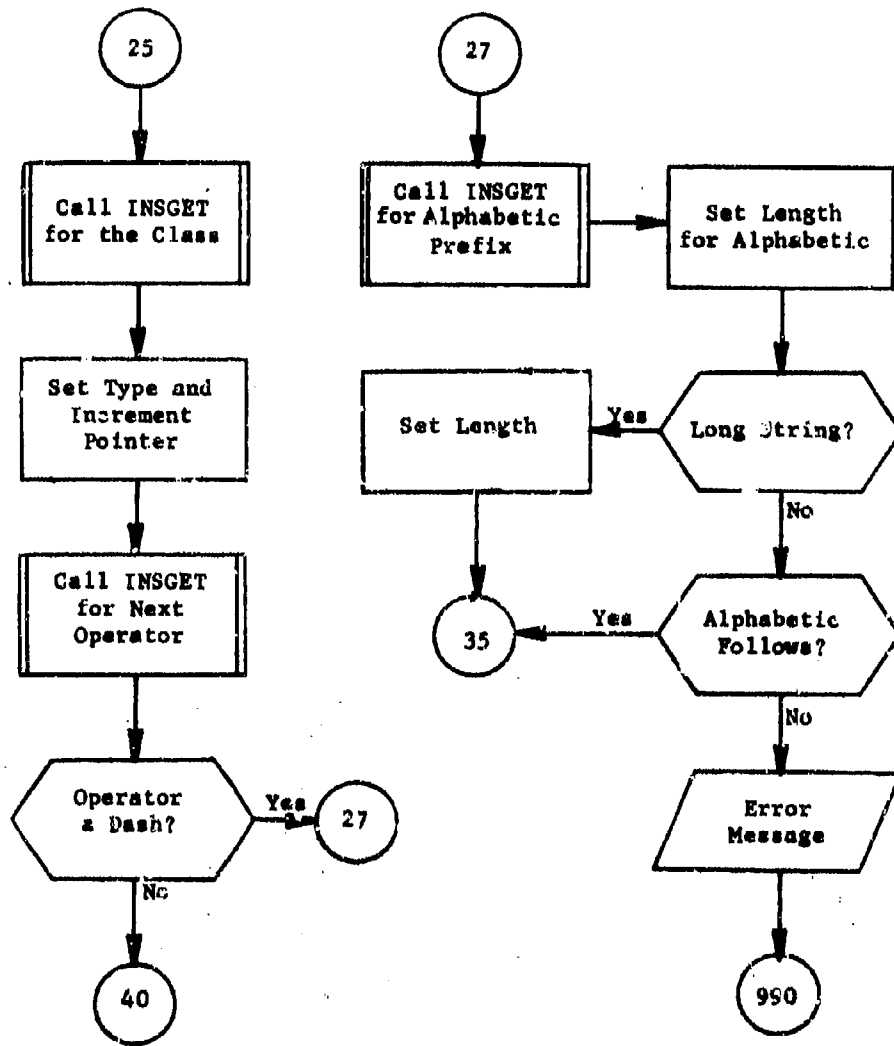 25
Call INSGET
for the Class
Set Type and
Increment
Pointer
Call INSGET
for Next
Operator
Operator
a Dash?
Yes
27
No
40
27
Call INSGET
for Alphabetic
Prefix
Set Length
for Alphabetic
Long String?
Yes
Set Length
No
Alphabetic
Follows?
Yes
35
No
Error
Message
990